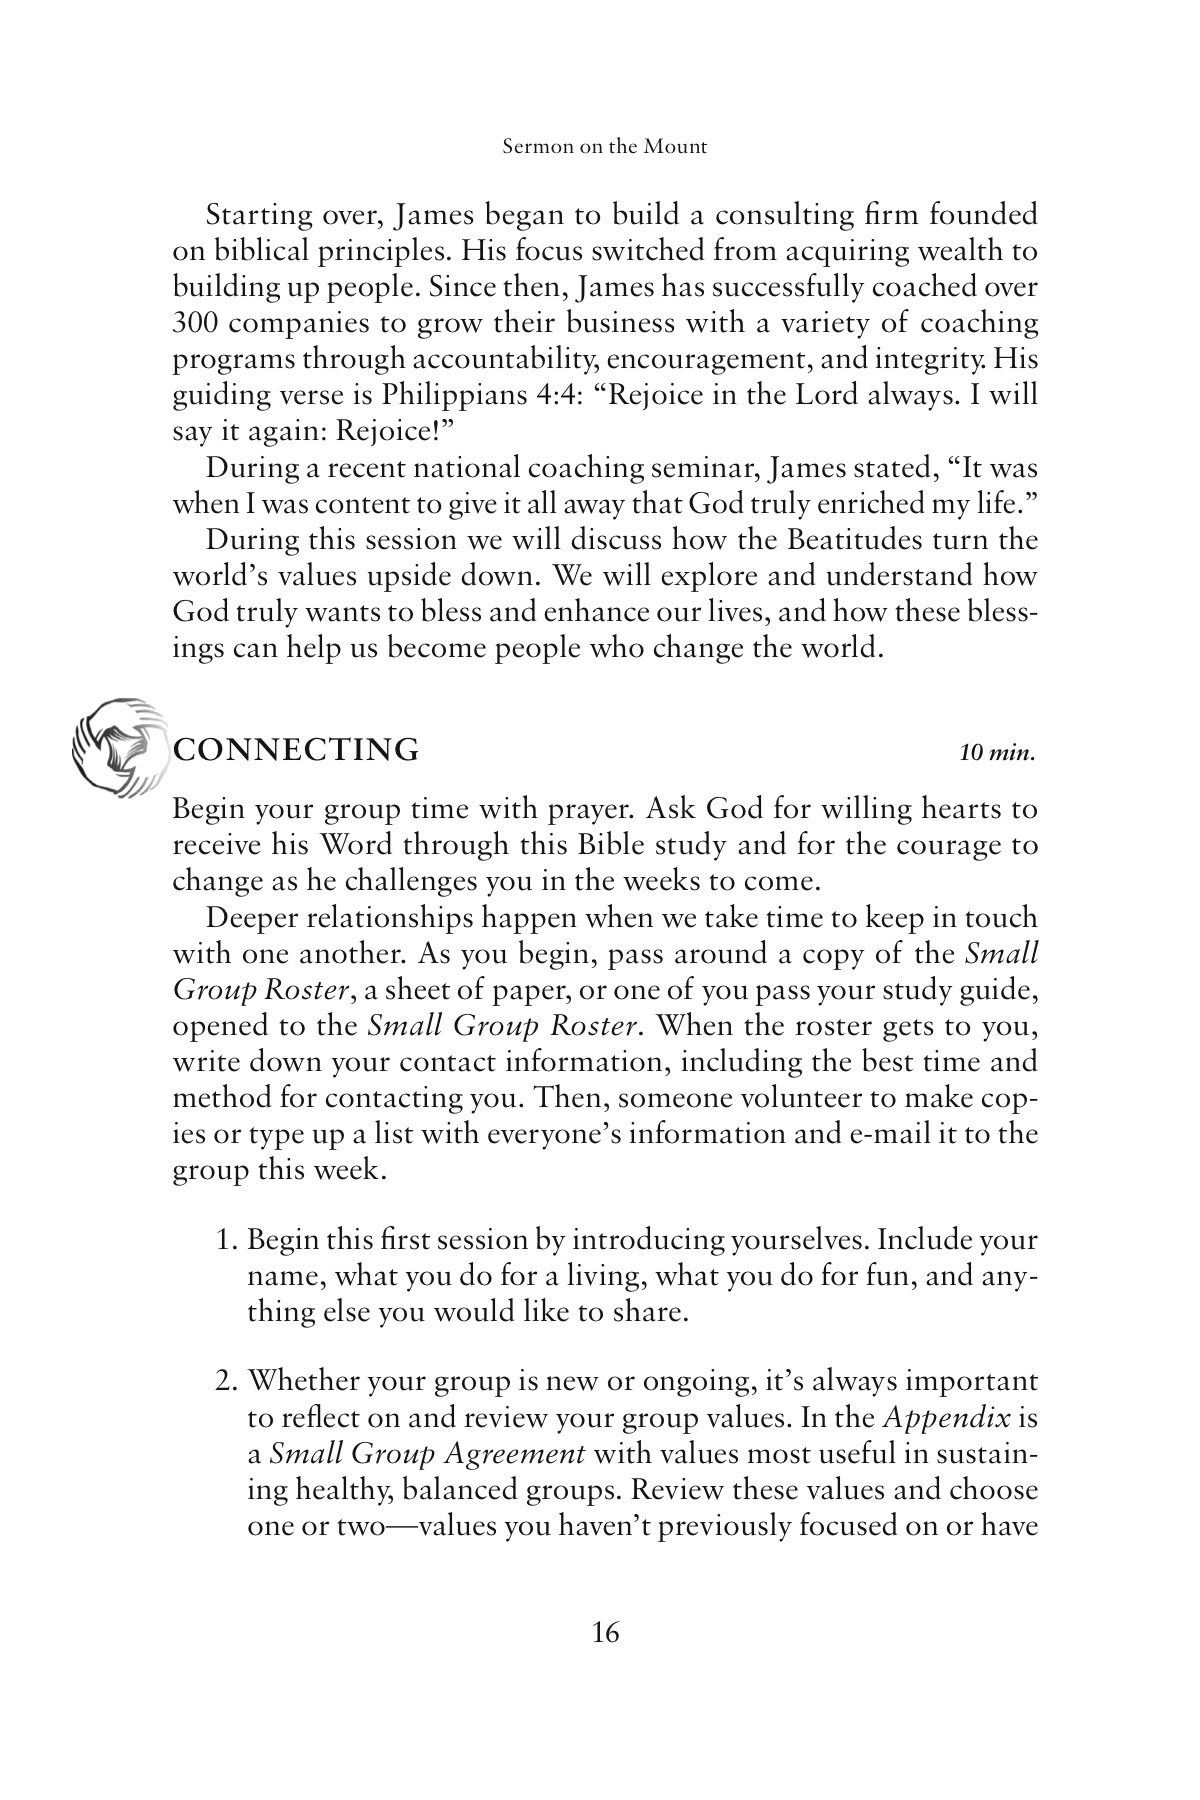 Sermon on the Mount
Starting over, James began to build a consulting firm founded
on biblical principles. His focus switched from acquiring wealth to
building up people. Since then, James has successfully coached over
300 companies to grow their business with a variety of coaching
programs through accountability, encouragement, and integrity. His
guiding verse is Philippians 4:4: “Rejoice in the Lord always. I will
say it again: Rejoice!”
During a recent national coaching seminar, James stated, “It was
when I was content to give it all away that God truly enriched my life.”
During this session we will discuss how the Beatitudes turn the
world’s values upside down. We will explore and understand how
God truly wants to bless and enhance our lives, and how these bless-
ings can help us become people who change the world.
CONNECTING 10 min.
Begin your group time with prayer. Ask God for willing hearts to
receive his Word through this Bible study and for the courage to
change as he challenges you in the weeks to come.
Deeper relationships happen when we take time to keep in touch
with one another. As you begin, pass around a copy of the Small
Group Roster, a sheet of paper, or one of you pass your study guide,
opened to the Small Group Roster. When the roster gets to you,
write down your contact information, including the best time and
method for contacting you. Then, someone volunteer to make cop-
ies or type up a list with everyone’s information and e-mail it to the
group this week.
1. Begin this first session by introducing yourselves. Include your
name, what you do for a living, what you do for fun, and any-
thing else you would like to share.
2. Whether your group is new or ongoing, it’s always important
to reflect on and review your group values. In the Appendix is
a Small Group Agreement with values most useful in sustain-
ing healthy, balanced groups. Review these values and choose
one or two—values you haven’t previously focused on or have
16